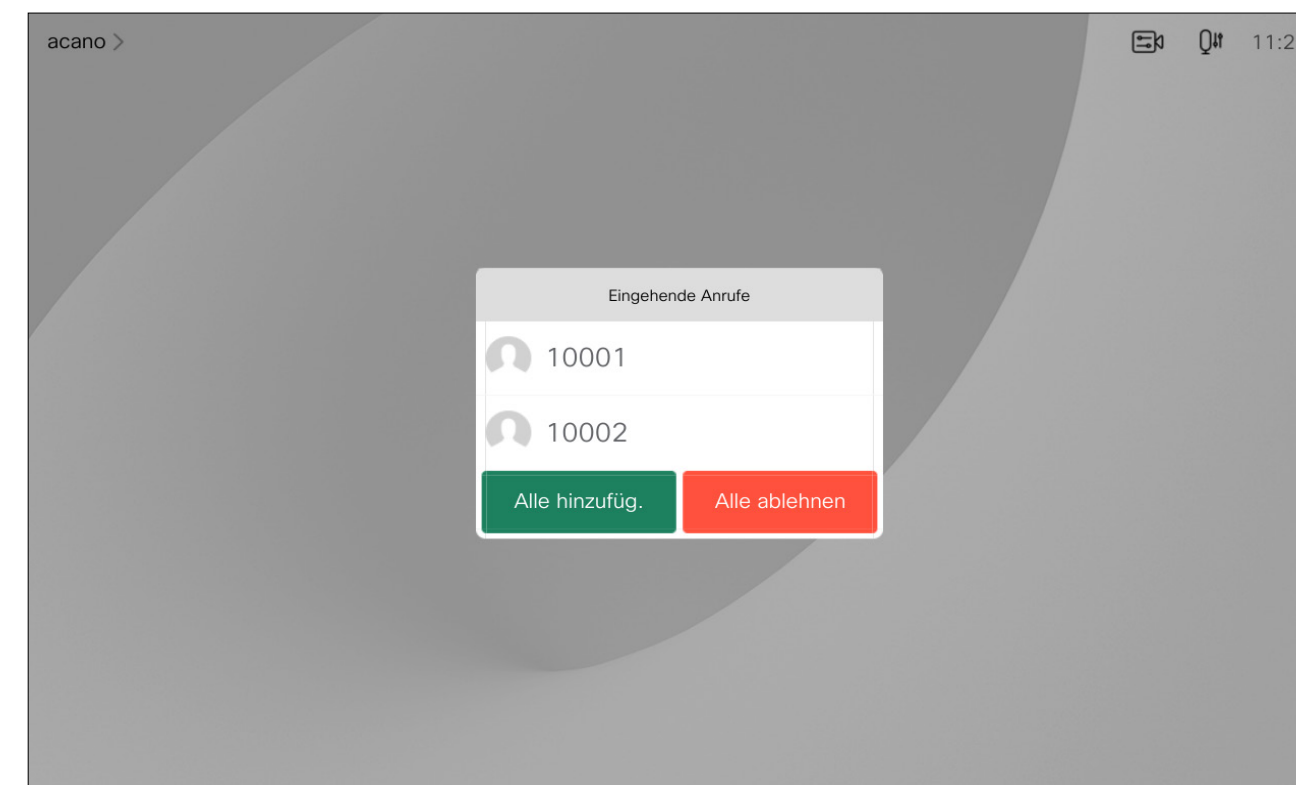 acano >
11:2
Eingehende Anrufe
10001
10002
Alle hinzufüg.
Alle ablehnen